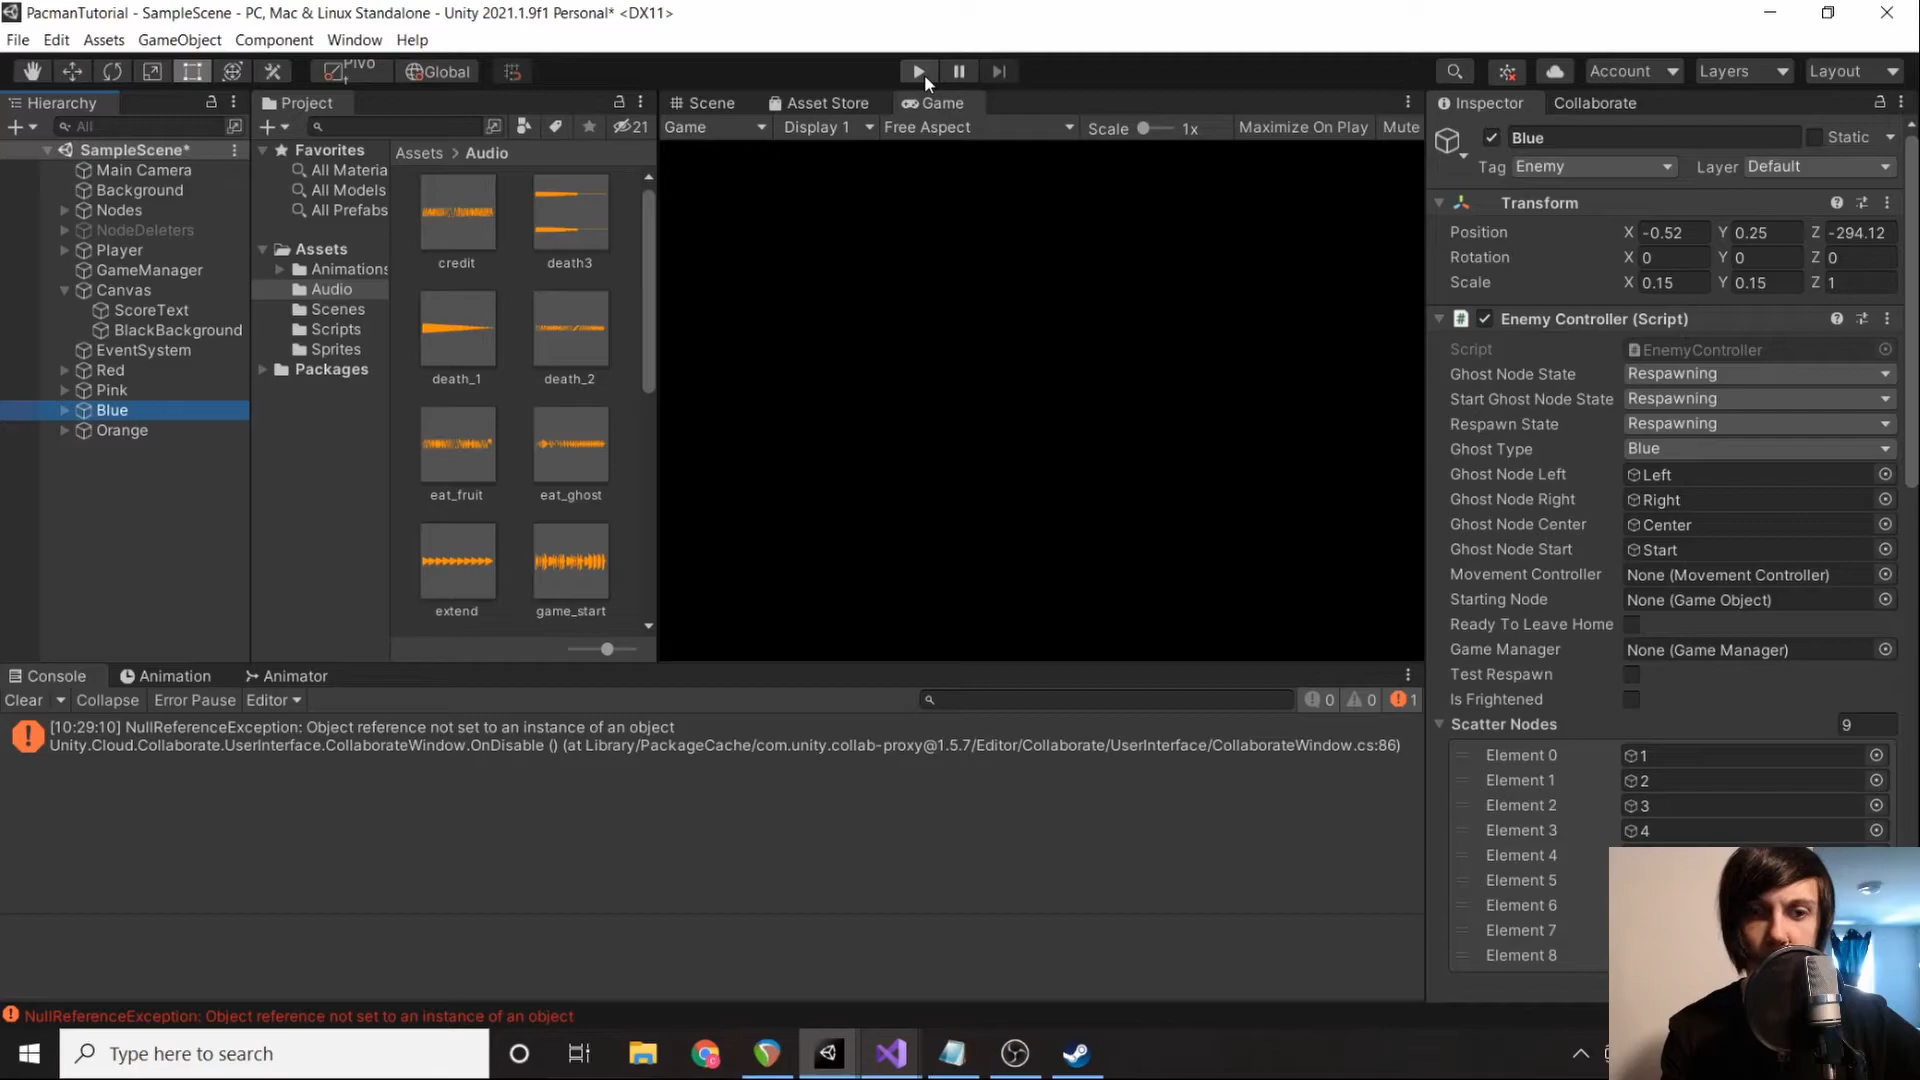 PacmanTutorial - SampleScene - PC, Mac & Linux Standalone - Unity 2021.1.9f1 Personal* <DX11>
File Edit Assets GameObject Component Window Help
Pivo
t
Global
Account
Layers
Layout
Hierarchy
All
SampleScene*
Main Camera
Background
Nodes
NodeDeleters
Player
GameManager
Canvas
ScoreText
BlackBackground
EventSystem
Red
Pink
Blue
Orange
Project
21
Favorites
All Materia
All Models
All Prefabs
Assets
Animations
Audio
Scenes
Scripts
Sprites
Packages
Assets > Audio
credit
death3
death_1
death_2
eat_fruit
eat_ghost
extend
game_start
Scene Asset Store Game
Game Display 1 Free Aspect Scale 1x Maximize On Play Mute
Inspector Collaborate
Blue Static
Tag Enemy Layer Default
Transform
Position X -0.52 Y 0.25 Z -294.12
Rotation X 0 Y 0 Z 0
Scale X 0.15 Y 0.15 Z 1
Enemy Controller (Script)
Script EnemyController
Ghost Node State Respawning
Start Ghost Node State Respawning
Respawn State Respawning
Ghost Type Blue
Ghost Node Left Left
Ghost Node Right Right
Ghost Node Center Center
Ghost Node Start Start
Movement Controller None (Movement Controller)
Starting Node None (Game Object)
Ready To Leave Home
Game Manager None (Game Manager)
Test Respawn
Is Frightened
Scatter Nodes 9
Element 0 1
Element 1 2
Element 2 3
Element 3 4
Element 4
Element 5
Element 6
Element 7
Element 8
Console Animation Animator
Clear Collapse Error Pause Editor 0 0 1
[10:29:10] NullReferenceException: Object reference not set to an instance of an object
Unity.Cloud.Collaborate.UserInterface.CollaborateWindow.OnDisable () (at Library/PackageCache/com.unity.collab-proxy@1.5.7/Editor/Collaborate/UserInterface/CollaborateWindow.cs:86)
NullReferenceException: Object reference not set to an instance of an object
Type here to search